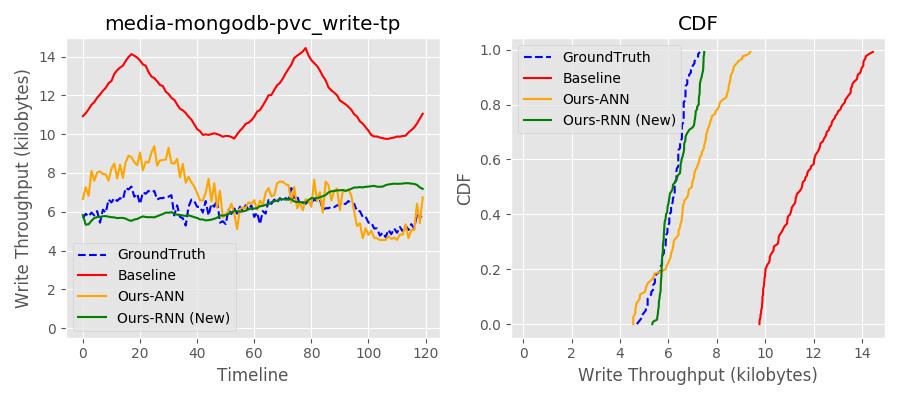 media-mongodb-pvc_write-tp
Write Throughput (kilobytes)
14
12
10
8
6
4
2
0
GroundTruth
Baseline
Ours-ANN
Ours-RNN (New)
0 20 40 60 80 100 120
Timeline
CDF
CDF
1.0
0.8
0.6
0.4
0.2
0.0
GroundTruth
Baseline
Ours-ANN
Ours-RNN (New)
0 2 4 6 8 10 12 14
Write Throughput (kilobytes)